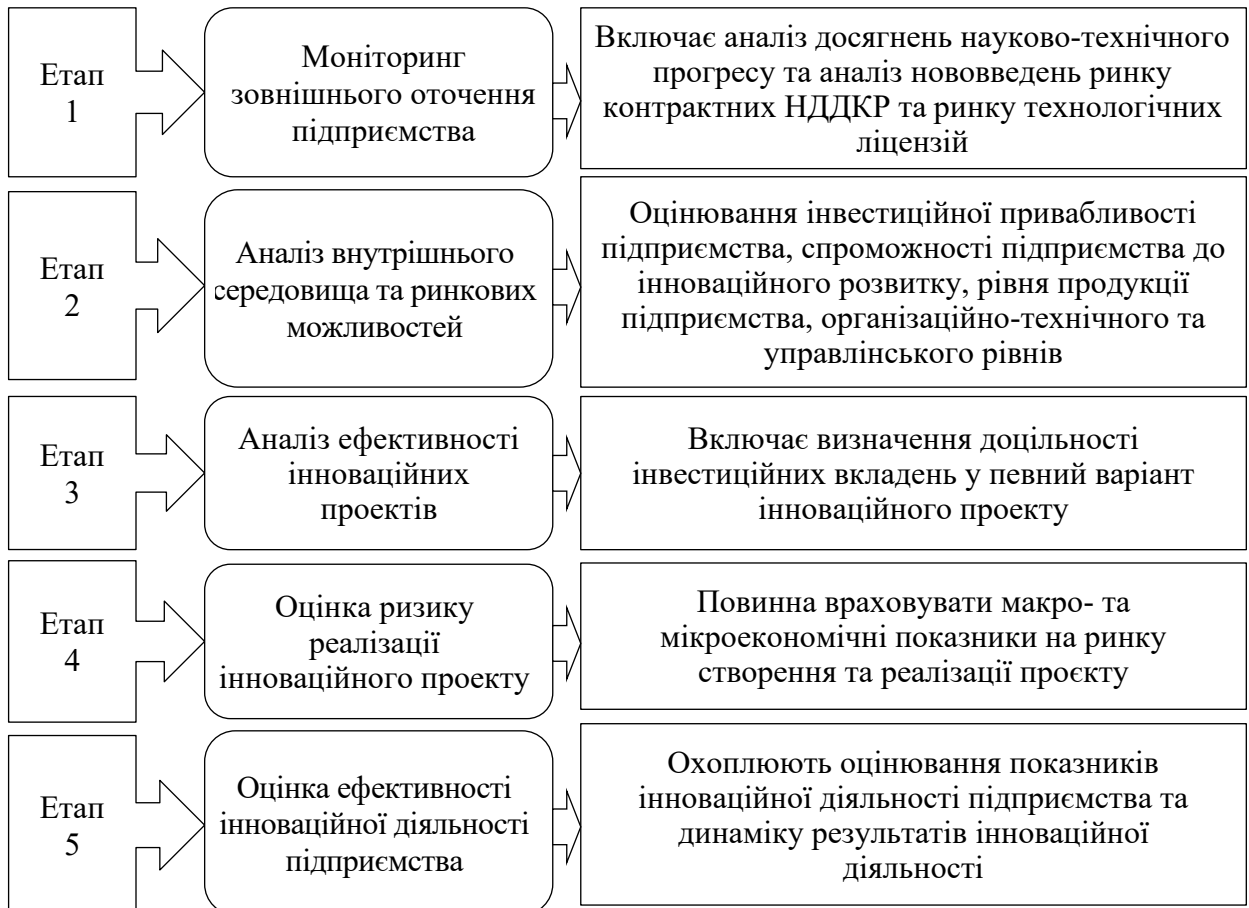 Етап
1
Моніторинг
зовнішнього оточення
підприємства
Включає аналіз досягнень науково-технічного
прогресу та аналіз нововведень ринку
контрактних НДДКР та ринку технологічних
ліцензій
Етап
2
Аналіз внутрішнього
середовища та ринкових
можливостей
Оцінювання інвестиційної привабливості
підприємства, спроможності підприємства до
інноваційного розвитку, рівня продукції
підприємства, організаційно-технічного та
управлінського рівнів
Етап
3
Аналіз ефективності
інноваційних
проектів
Включає визначення доцільності
інвестиційних вкладень у певний варіант
інноваційного проекту
Етап
4
Оцінка ризику
реалізації
інноваційного проекту
Повинна враховувати макро- та
мікроекономічні показники на ринку
створення та реалізації проєкту
Етап
5
Оцінка ефективності
інноваційної діяльності
підприємства
Охоплюють оцінювання показників
інноваційної діяльності підприємства та
динаміку результатів інноваційної
діяльності